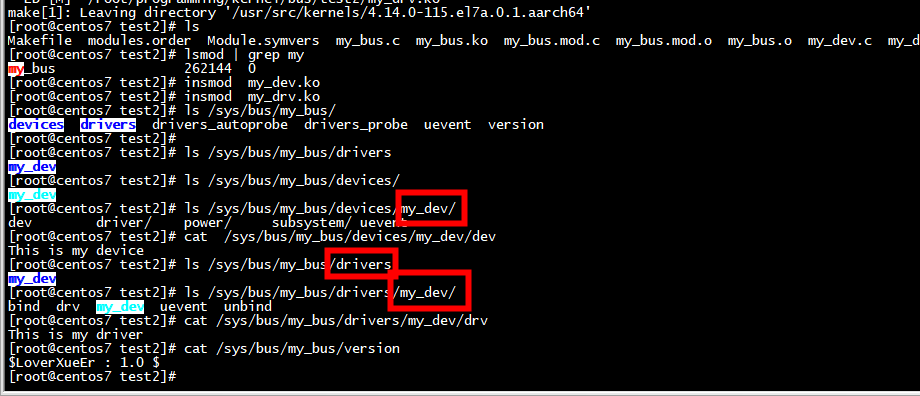 make[1]: Leaving directory '/usr/src/kernels/4.14.0-115.el7a.0.1.aarch64'
[root@centos7 test2]# ls
Makefile  modules.order  Module.symvers  my_bus.c  my_bus.ko  my_bus.mod.c  my_bus.mod.o  my_bus.o  my_dev.c  my_d
[root@centos7 test2]# lsmod | grep my
my_bus                262144  0
[root@centos7 test2]# insmod  my_dev.ko
[root@centos7 test2]# insmod  my_drv.ko
[root@centos7 test2]# ls /sys/bus/my_bus/
devices  drivers  drivers_autoprobe  drivers_probe  uevent  version
[root@centos7 test2]#
[root@centos7 test2]# ls /sys/bus/my_bus/drivers
my_dev
[root@centos7 test2]# ls /sys/bus/my_bus/devices/
my_dev
[root@centos7 test2]# ls /sys/bus/my_bus/devices/my_dev/
dev        driver/    power/     subsystem/ uevent
[root@centos7 test2]# cat  /sys/bus/my_bus/devices/my_dev/dev
This is my device
[root@centos7 test2]# ls /sys/bus/my_bus/drivers
my_dev
[root@centos7 test2]# ls /sys/bus/my_bus/drivers/my_dev/
bind  drv  my_dev  uevent  unbind
[root@centos7 test2]# cat /sys/bus/my_bus/drivers/my_dev/drv
This is my driver
[root@centos7 test2]# cat /sys/bus/my_bus/version
$LoverXueEr : 1.0 $
[root@centos7 test2]#